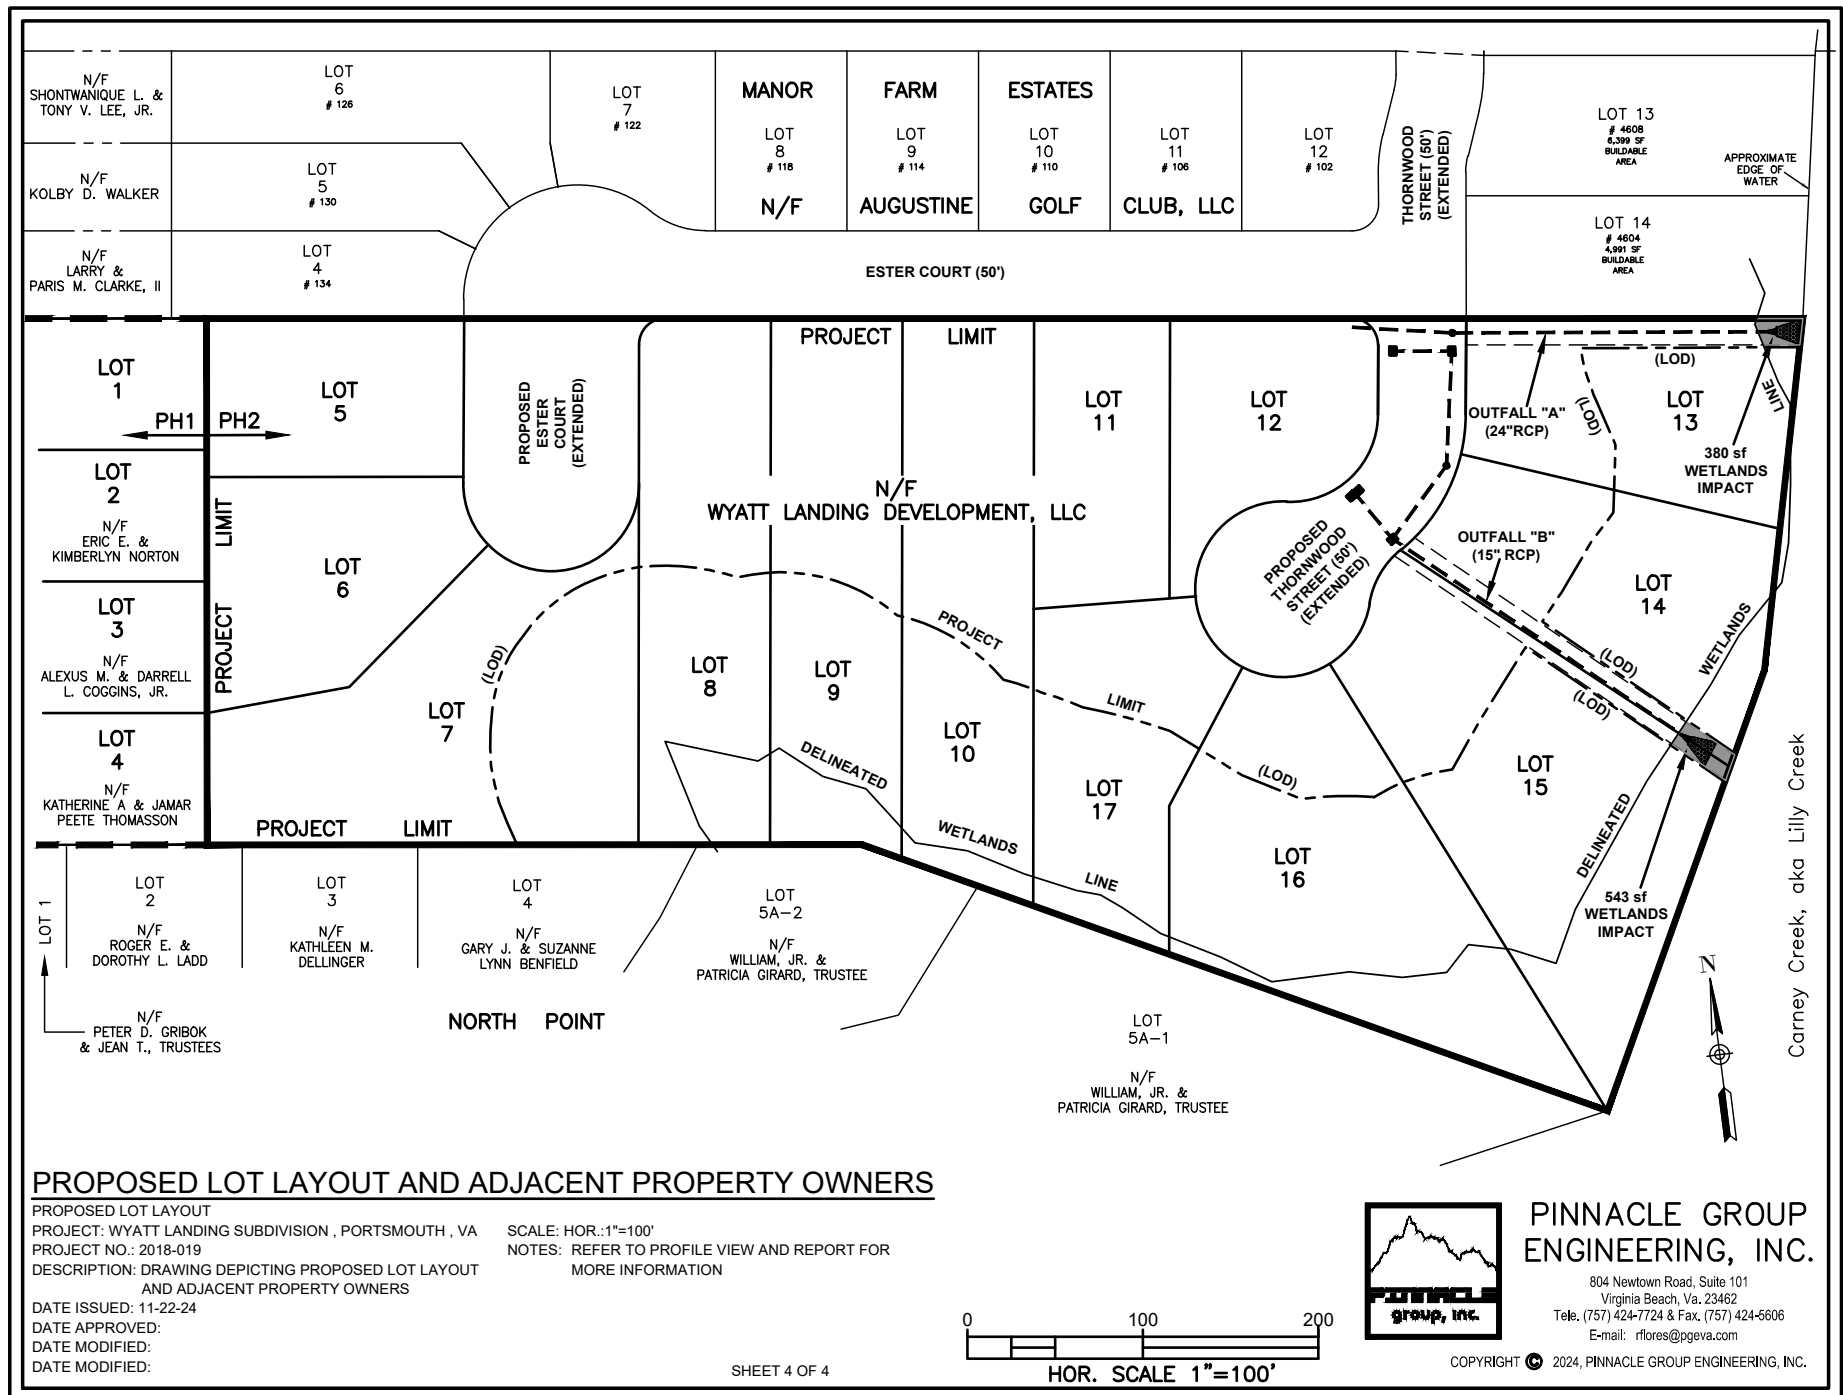 N/F
SHONTWANIQUE L. &
TONY V. LEE, JR.
LOT
6
# 126
LOT
7
# 122
MANOR FARM ESTATES
LOT
8
# 118
LOT
9
# 114
LOT
10
# 110
LOT
11
# 106
LOT
12
# 102
N/F AUGUSTINE GOLF CLUB, LLC
THORNWOOD
STREET (50')
(EXTENDED)
LOT 13
# 4608
6,399 SF
BUILDABLE
AREA
APPROXIMATE
EDGE OF
WATER
N/F
KOLBY D. WALKER
LOT
5
# 130
N/F
LARRY &
PARIS M. CLARKE, II
LOT
4
# 134
ESTER COURT (50')
LOT 14
# 4604
4,991 SF
BUILDABLE
AREA
PROJECT LIMIT
LOT
1
PH1
PH2
LOT
5
PROPOSED
ESTER
COURT
(EXTENDED)
LOT
11
LOT
12
OUTFALL "A"
(24"RCP)
(LOD)
(LOD)
LOT
13
LINE
380 sf
WETLANDS
IMPACT
LOT
2
N/F
ERIC E. &
KIMBERLYN NORTON
PROJECT LIMIT
N/F
WYATT LANDING DEVELOPMENT, LLC
PROPOSED
THORNWOOD
STREET (50')
(EXTENDED)
OUTFALL "B"
(15" RCP)
LOT
6
LOT
14
LOT
3
N/F
ALEXUS M. & DARRELL
L. COGGINS, JR.
(LOD)
PROJECT
LIMIT
(LOD)
(LOD)
(LOD)
WETLANDS
LOT
7
LOT
8
LOT
9
LOT
10
LOT
17
LOT
15
LOT
16
LOT
4
N/F
KATHERINE A & JAMAR
PEETE THOMASSON
DELINEATED
WETLANDS
LINE
DELINEATED
543 sf
WETLANDS
IMPACT
Carney Creek, aka Lilly Creek
PROJECT LIMIT
LOT 1
N/F
PETER D. GRIBOK
& JEAN T., TRUSTEES
LOT
2
N/F
ROGER E. &
DOROTHY L. LADD
LOT
3
N/F
KATHLEEN M.
DELLINGER
LOT
4
N/F
GARY J. & SUZANNE
LYNN BENFIELD
LOT
5A-2
N/F
WILLIAM, JR. &
PATRICIA GIRARD, TRUSTEE
NORTH POINT
LOT
5A-1
N/F
WILLIAM, JR. &
PATRICIA GIRARD, TRUSTEE
N
PROPOSED LOT LAYOUT AND ADJACENT PROPERTY OWNERS
PROPOSED LOT LAYOUT
PROJECT: WYATT LANDING SUBDIVISION , PORTSMOUTH , VA
PROJECT NO.: 2018-019
DESCRIPTION: DRAWING DEPICTING PROPOSED LOT LAYOUT
AND ADJACENT PROPERTY OWNERS
DATE ISSUED: 11-22-24
DATE APPROVED:
DATE MODIFIED:
DATE MODIFIED:
SCALE: HOR.:1"=100'
NOTES: REFER TO PROFILE VIEW AND REPORT FOR
MORE INFORMATION
SHEET 4 OF 4
0 100 200
HOR. SCALE 1"=100'
PINNACLE
group, inc.
PINNACLE GROUP
ENGINEERING, INC.
804 Newtown Road, Suite 101
Virginia Beach, Va. 23462
Tele. (757) 424-7724 & Fax. (757) 424-5606
E-mail: rflores@pgeva.com
COPYRIGHT © 2024, PINNACLE GROUP ENGINEERING, INC.